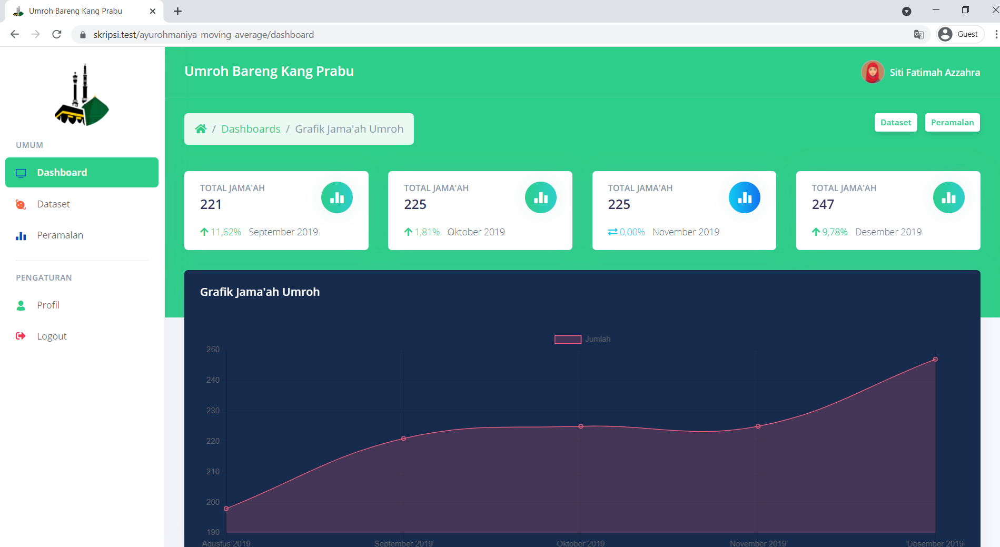 Umroh Bareng Kang Prabu
skripsi.test/ayurohmaniya-moving-average/dashboard
Guest
UMUM
Dashboard
Dataset
Peramalan
PENGATURAN
Profil
Logout
Umroh Bareng Kang Prabu
Siti Fatimah Azzahra
/ Dashboards / Grafik Jama'ah Umroh
Dataset
Peramalan
TOTAL JAMA'AH
221
11,62% September 2019
TOTAL JAMA'AH
225
1,81% Oktober 2019
TOTAL JAMA'AH
225
0,00% November 2019
TOTAL JAMA'AH
247
9,78% Desember 2019
Grafik Jama'ah Umroh
Jumlah
250
240
230
220
210
200
190
Agustus 2019
September 2019
Oktober 2019
November 2019
Desember 2019